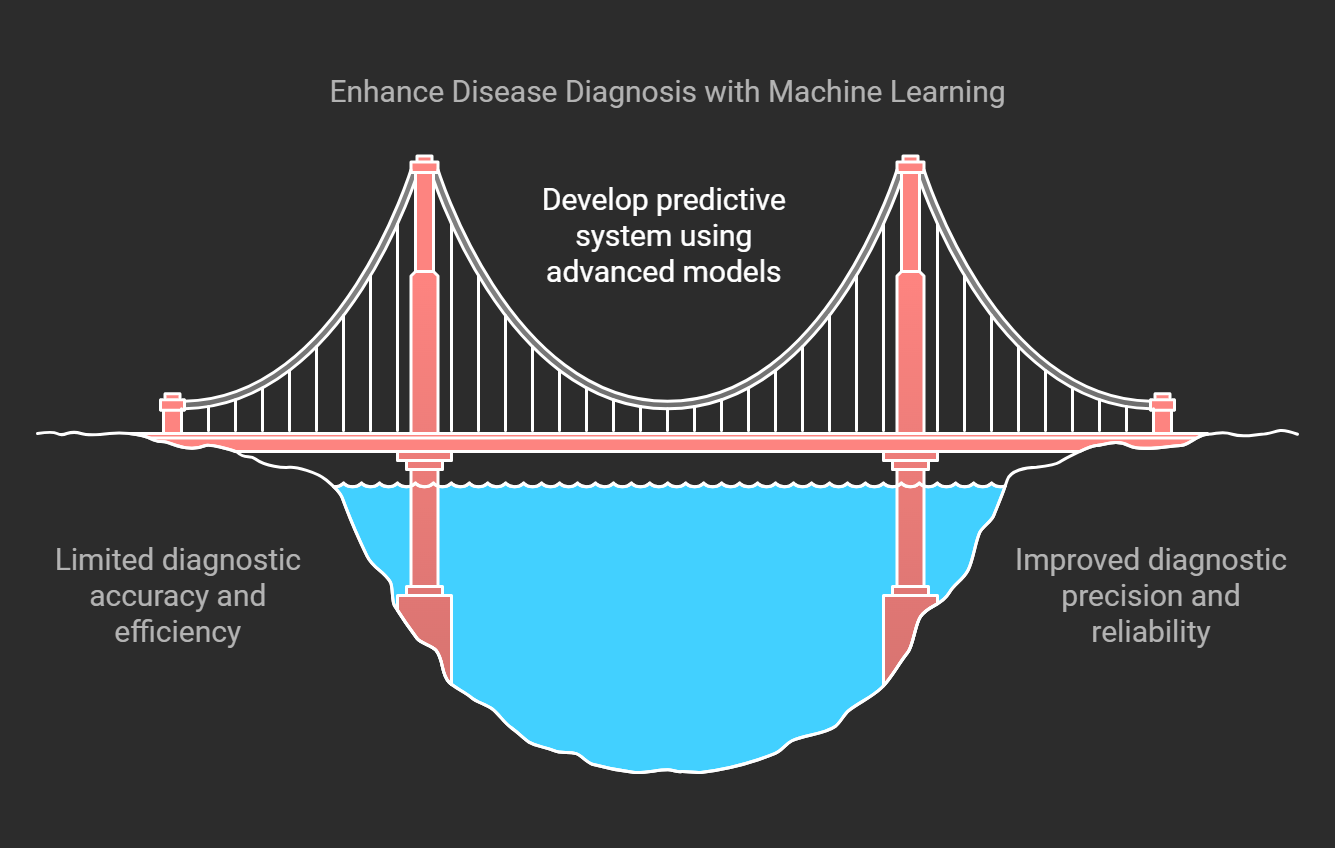 Enhance Disease Diagnosis with Machine Learning
Develop predictive
system using
advanced models
Limited diagnostic
accuracy and
efficiency
Improved diagnostic
precision and
reliability